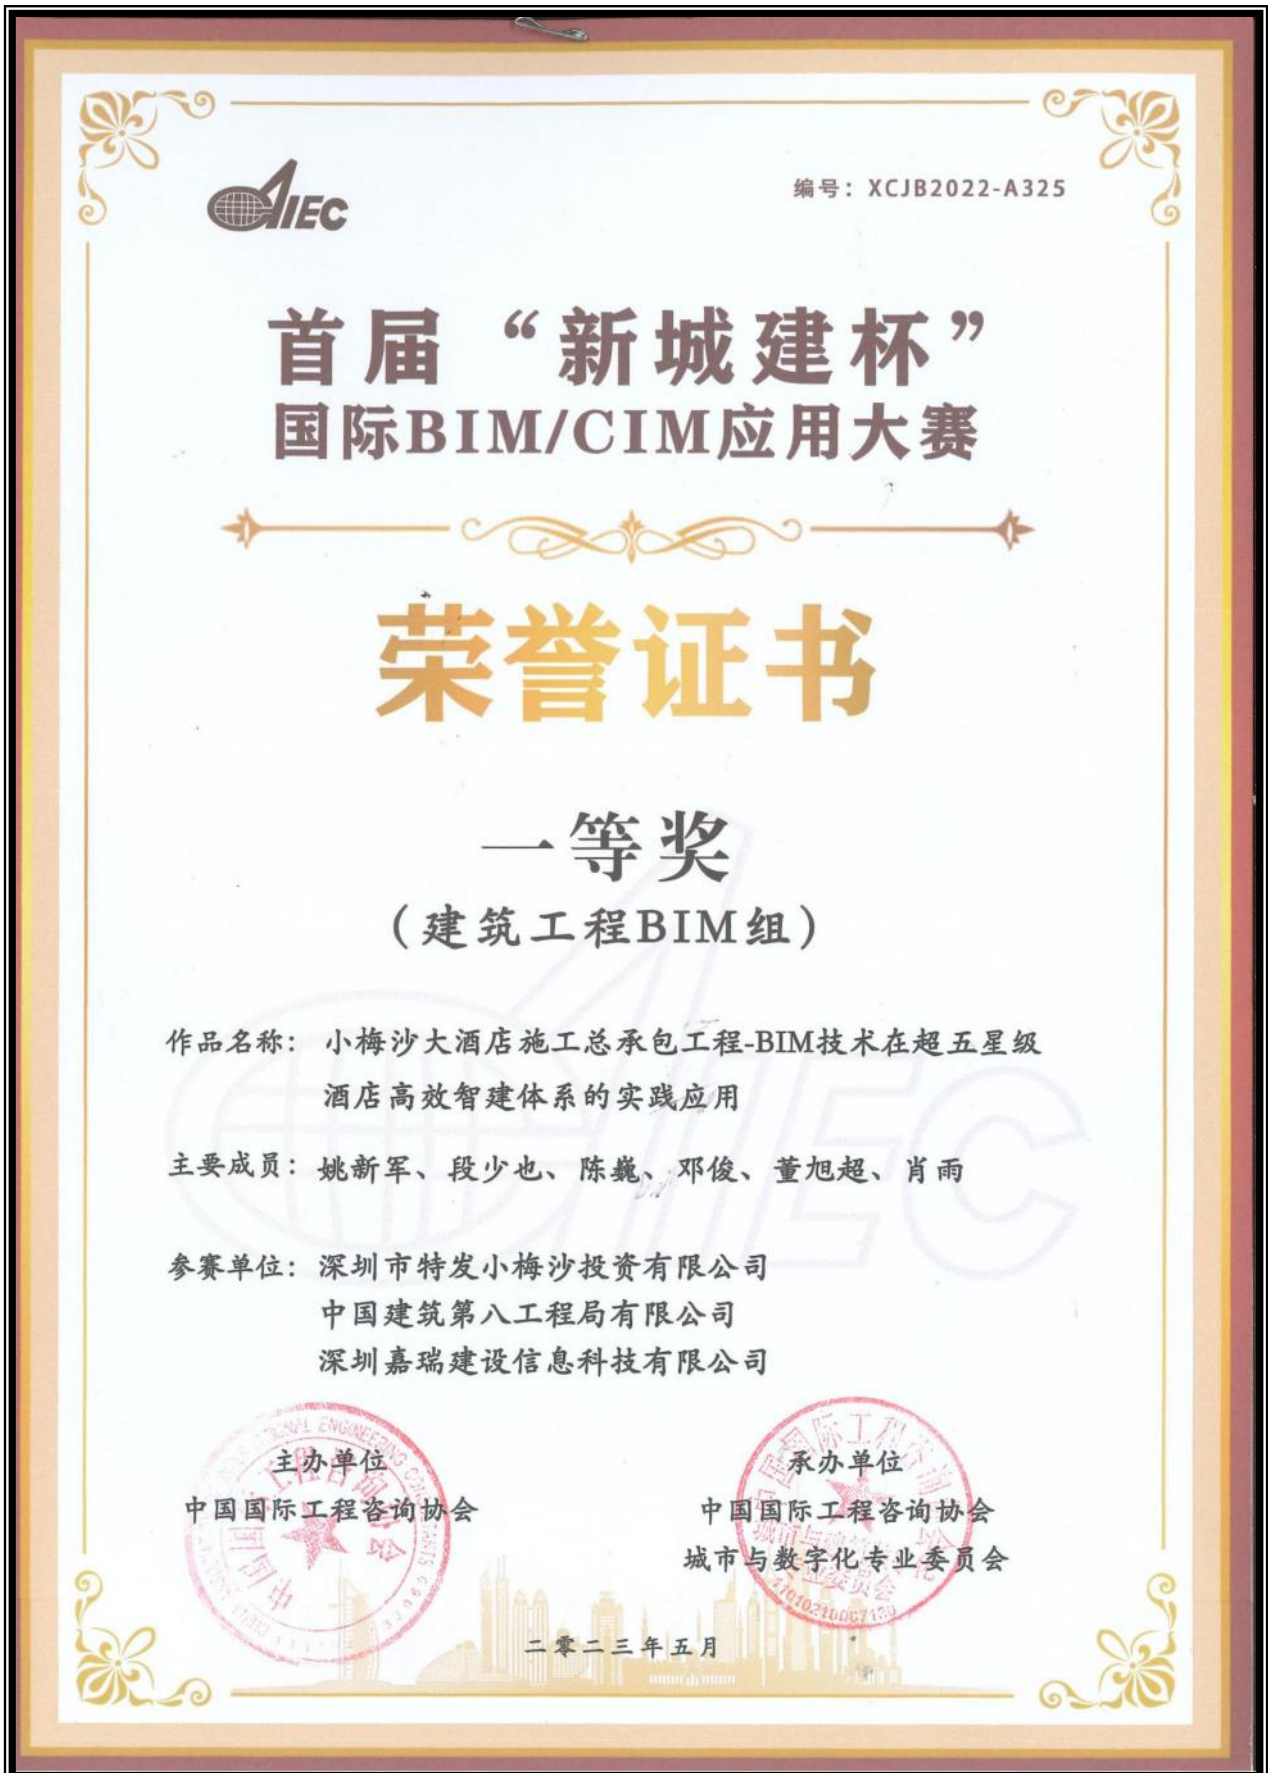 CAIEC
编号：XCJB2022-A325
首届“新城建杯”
国际BIM/CIM应用大赛
荣誉证书
一等奖
（建筑工程BIM组）
作品名称：小梅沙大酒店施工总承包工程-BIM技术在超五星级
酒店高效智建体系的实践应用
主要成员：姚新军、段少也、陈巍、邓俊、董旭超、肖雨
参赛单位：深圳市特发小梅沙投资有限公司
中国建筑第八工程局有限公司
深圳嘉瑞建设信息科技有限公司
主办单位
中国国际工程咨询协会
承办单位
中国国际工程咨询协会
城市与数字化专业委员会
二零二三年五月